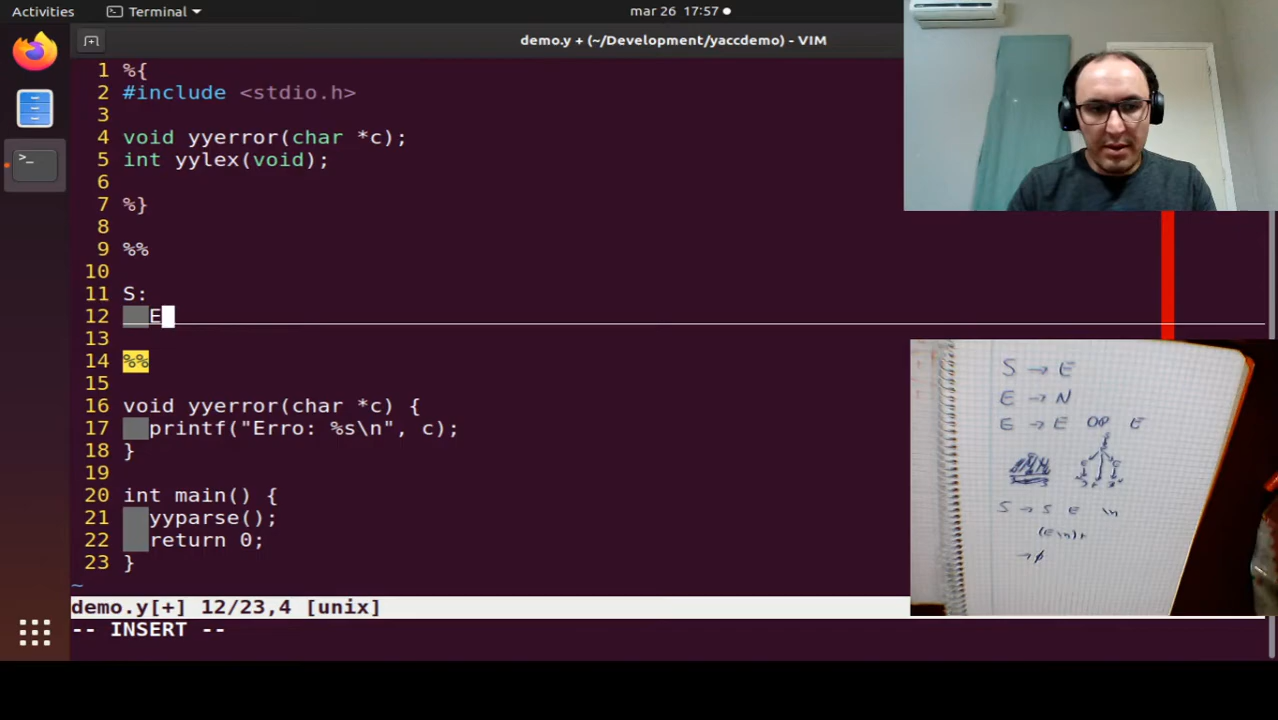 Activities
Terminal
mar 26 17:57
demo.y + (~/Development/yaccdemo) - VIM
1 %{
2 #include <stdio.h>
3
4 void yyerror(char *c);
5 int yylex(void);
6
7 %}
8
9 %%
10
11 S:
12 E
13
14 %%
15
16 void yyerror(char *c) {
17 printf("Erro: %s\n", c);
18 }
19
20 int main() {
21 yyparse();
22 return 0;
23 }
~
demo.y[+] 12/23,4 [unix]
-- INSERT --
S → E
E → N
E → E OP E
S → S E \n